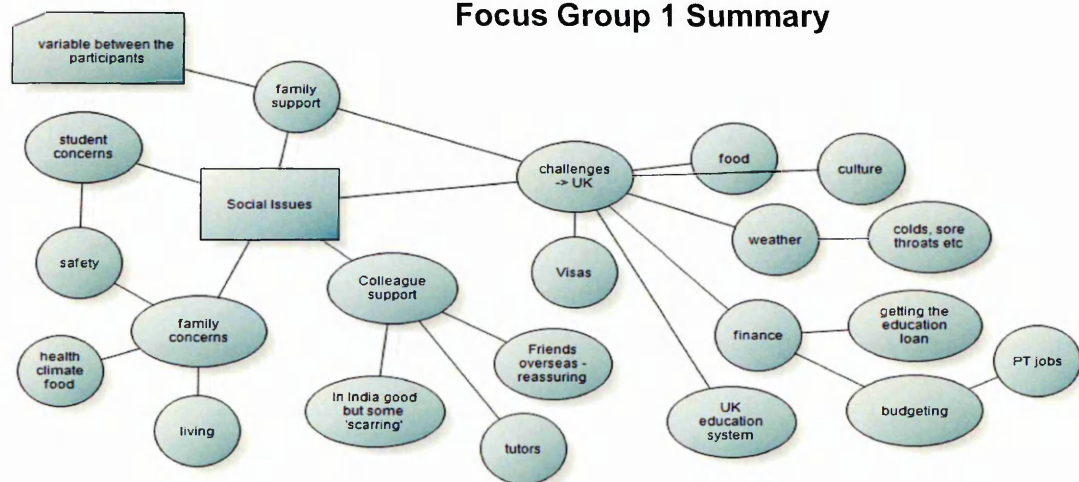 Focus Group 1 Summary
variable between the
participants
family
support
student
concerns
challenges
-> UK
food
culture
Social Issues
weather
colds, sore
throats etc
safety
Visas
Colleague
support
family
concerns
finance
getting the
education
loan
health
climate
food
Friends
overseas -
reassuring
PT jobs
In India good
but some
'scarring'
UK
education
system
budgeting
living
tutors